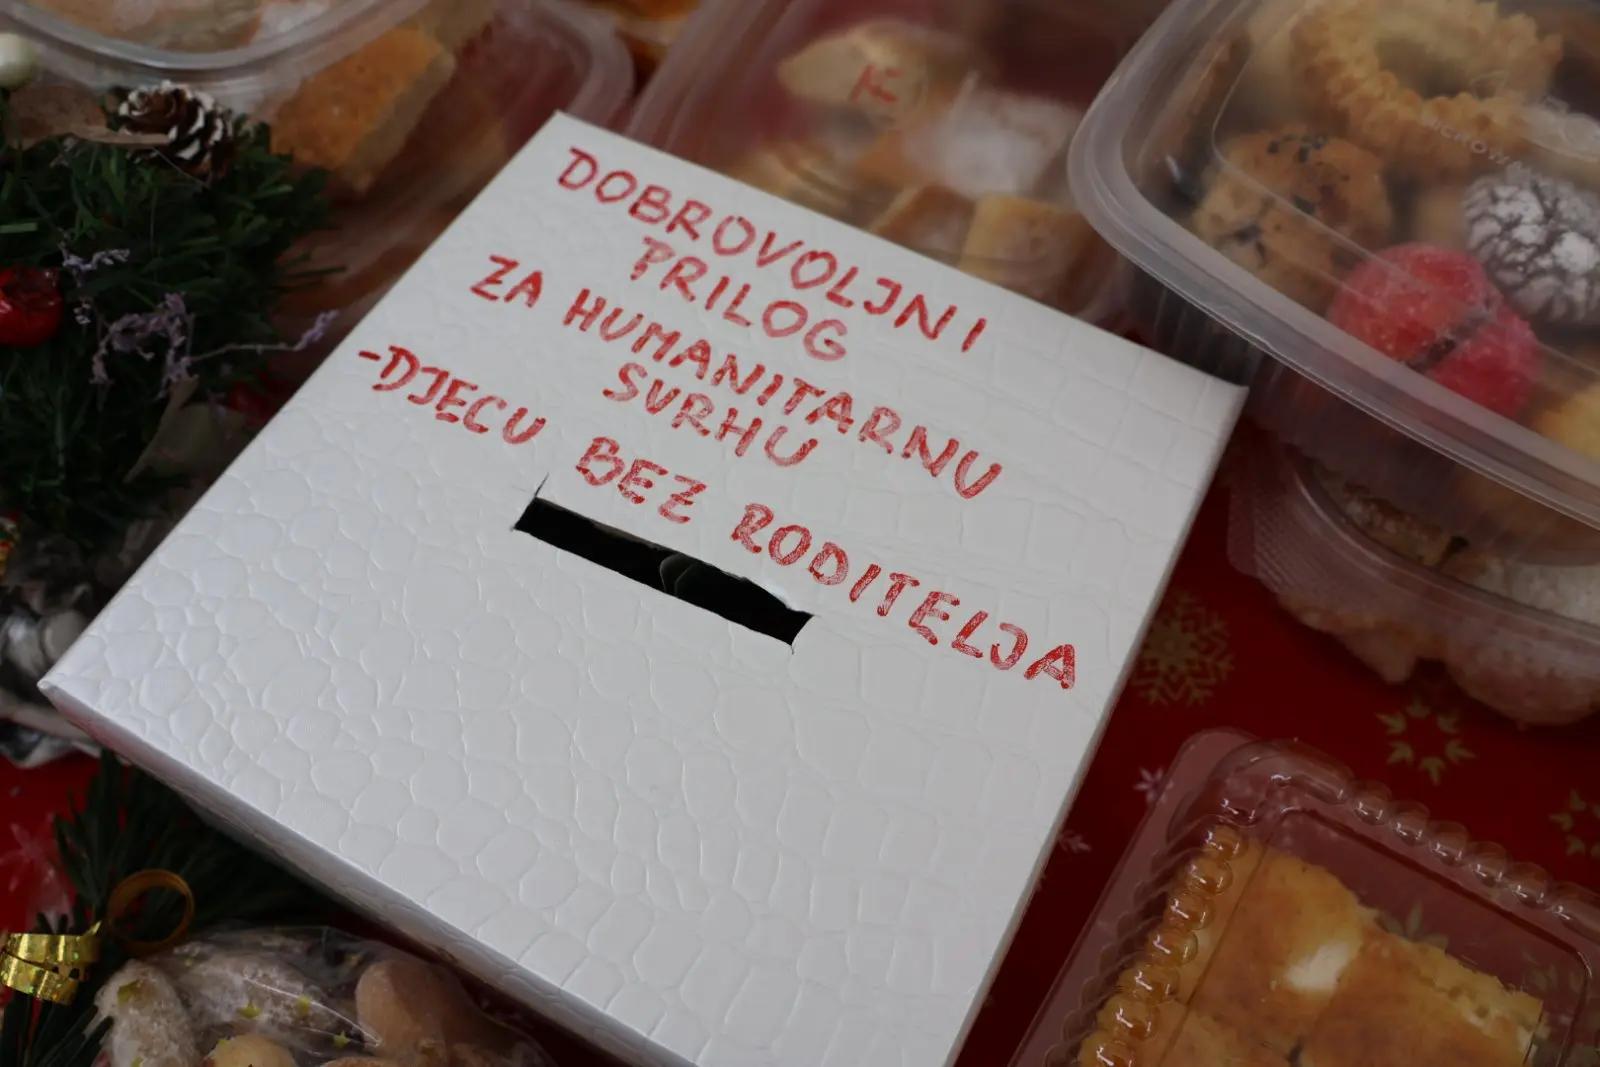 DOBROVOLJNI
PRILOG
ZA HUMANITARNU
SVRHU
-DJECU BEZ RODITELJA